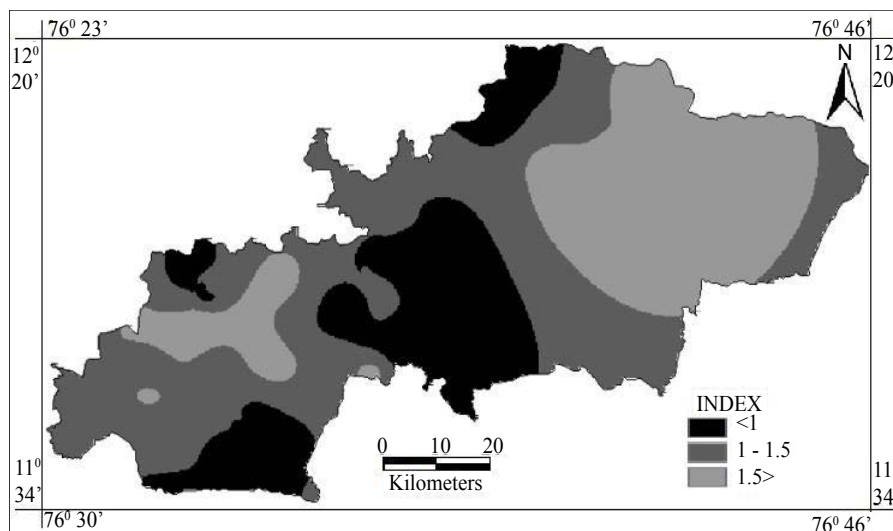 76⁰ 23’ 76⁰ 46’
12⁰ 12⁰
20’ 20’
N
INDEX
<1
1 - 1.5
1.5>
0 10 20
Kilometers
11⁰ 11
34’ 34
76⁰ 30’ 76⁰ 46’